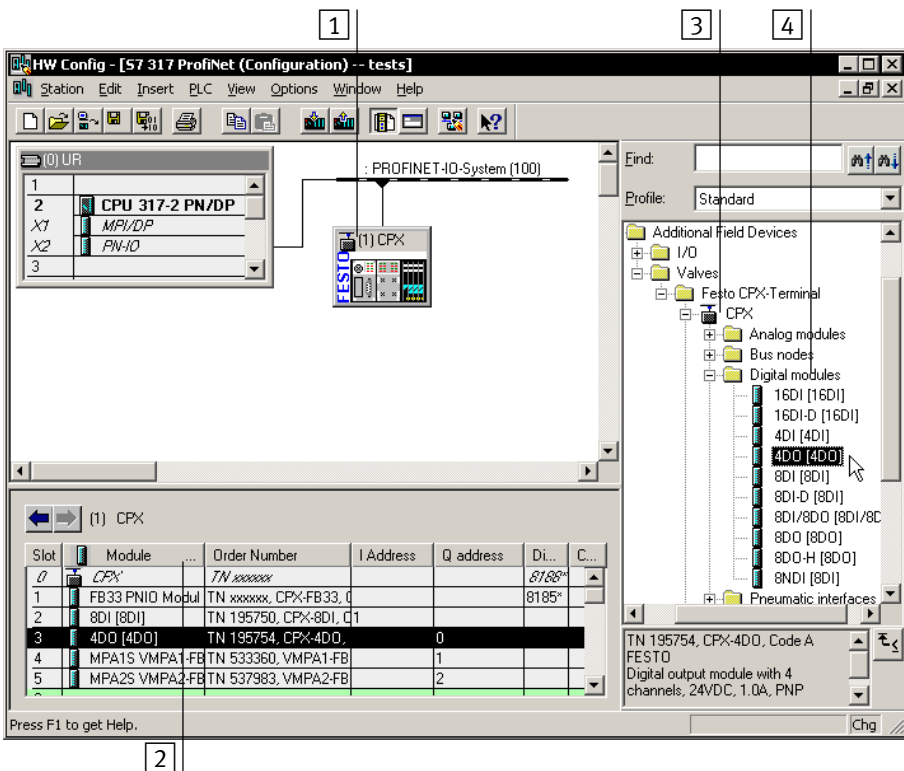 1
3
4
HW Config - [S7 317 ProfiNet (Configuration) -- tests]
Station Edit Insert PLC View Options Window Help
(0) UR
1
2 CPU 317-2 PN/DP
X1 MPI/DP
X2 PN-IO
3
: PROFINET-IO-System (100)
(1) CPX
FESTO
Find:
Profile: Standard
Additional Field Devices
I/O
Valves
Festo CPX-Terminal
CPX
Analog modules
Bus nodes
Digital modules
16DI [16DI]
16DI-D [16DI]
4DI [4DI]
4DO [4DO]
8DI [8DI]
8DI-D [8DI]
8DI/8DO [8DI/8D
8DO [8DO]
8DO-H [8DO]
8NDI [8DI]
Pneumatic interfaces
(1) CPX
Slot Module ... Order Number I Address Q address Di... C...
0 CPX TN xxxxxx 8188*
1 FB33 PNIO Modul TN xxxxxx, CPX-FB33, 8185*
2 8DI [8DI] TN 195750, CPX-8DI, 1
3 4DO [4DO] TN 195754, CPX-4DO, 0
4 MPA1S VMPA1-FB TN 533360, VMPA1-FB 1
5 MPA2S VMPA2-FB TN 537983, VMPA2-FB 2
TN 195754, CPX-4DO, Code A
FESTO
Digital output module with 4
channels, 24VDC, 1.0A, PNP
Press F1 to get Help.
Chg
2